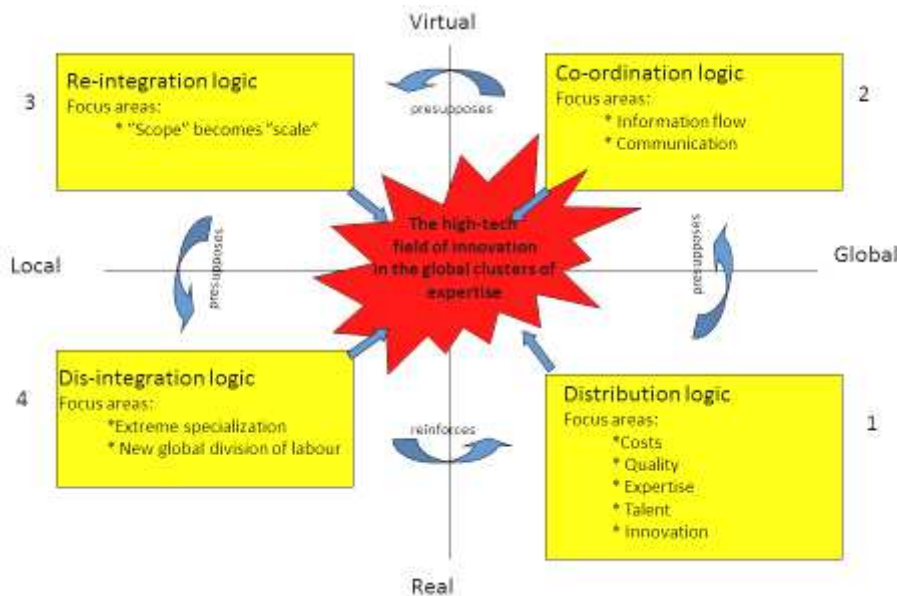 Virtual
3
Re-integration logic
Focus areas:
* "Scope" becomes "scale"
presupposes
Co-ordination logic
Focus areas:
* Information flow
* Communication
2
The high-tech
field of innovation
in the global clusters of
expertise
Local
presupposes
presupposes
Global
4
Dis-integration logic
Focus areas:
*Extreme specialization
* New global division of labour
reinforces
Distribution logic
Focus areas:
*Costs
* Quality
* Expertise
* Talent
* Innovation
1
Real